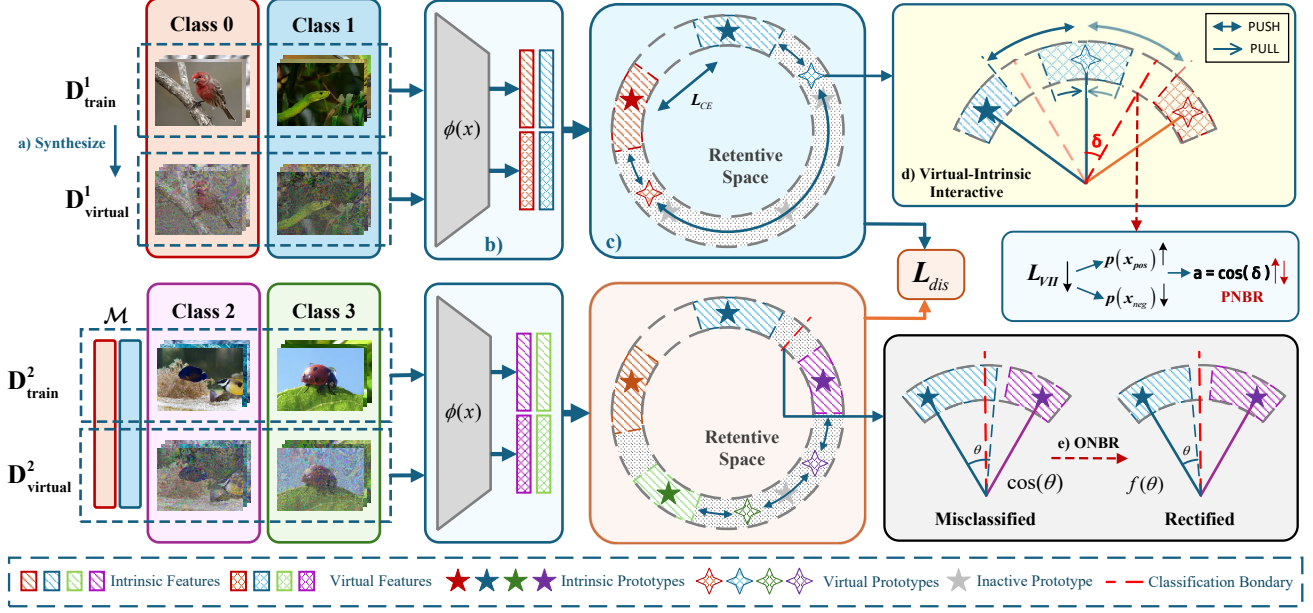 Class 0
Class 1
D¹train
a) Synthesize
D¹virtual
ϕ(x)
b)
L_CE
Retentive
Space
c)
PUSH
PULL
δ
d) Virtual-Intrinsic
Interactive
L_VII
p(x_pos)
p(x_neg)
a = cos(δ)
PNBR
L_dis
ℳ
Class 2
Class 3
D²train
D²virtual
ϕ(x)
Retentive
Space
θ
cos(θ)
Misclassified
e) ONBR
θ
f(θ)
Rectified
Intrinsic Features
Virtual Features
Intrinsic Prototypes
Virtual Prototypes
Inactive Prototype
Classification Bondary